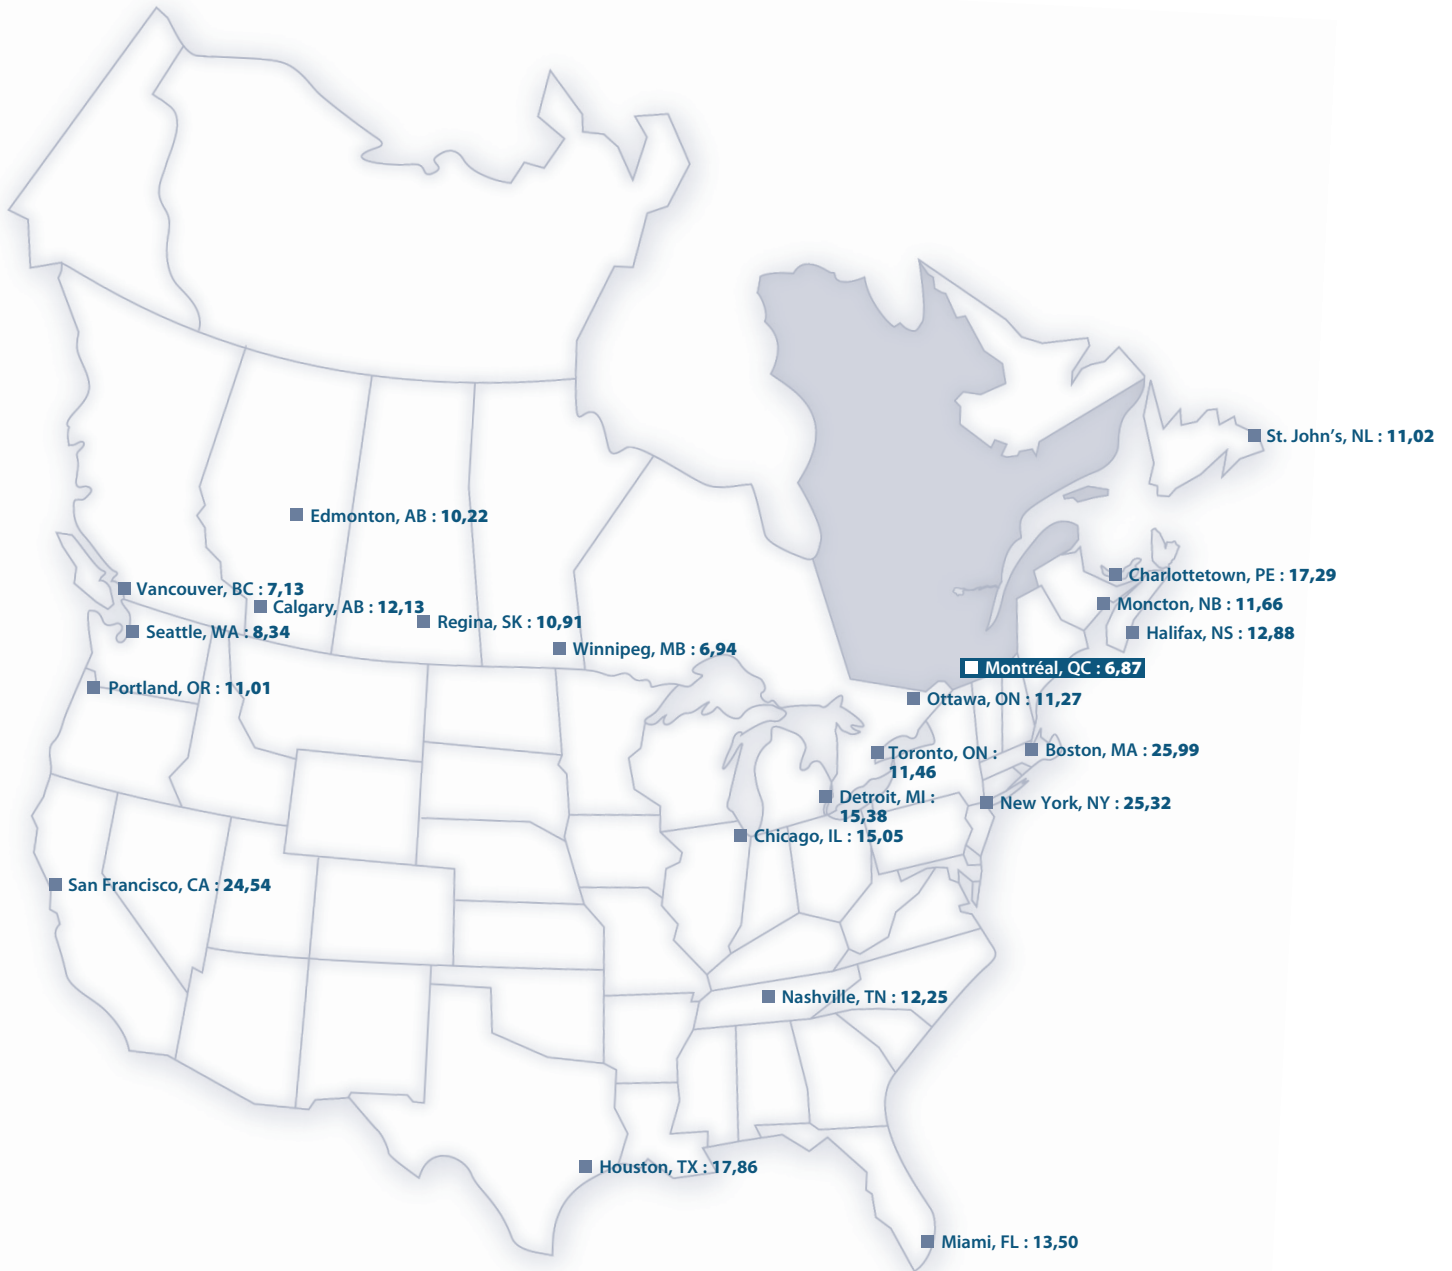 St. John’s, NL : 11,02
Edmonton, AB : 10,22
Charlottetown, PE : 17,29
Vancouver, BC : 7,13
Moncton, NB : 11,66
Calgary, AB : 12,13
Regina, SK : 10,91
Seattle, WA : 8,34
Halifax, NS : 12,88
Winnipeg, MB : 6,94
Montréal, QC : 6,87
Portland, OR : 11,01
Ottawa, ON : 11,27
Boston, MA : 25,99
Toronto, ON :
11,46
Detroit, MI :
15,38
New York, NY : 25,32
Chicago, IL : 15,05
San Francisco, CA : 24,54
Nashville, TN : 12,25
Houston, TX : 17,86
Miami, FL : 13,50